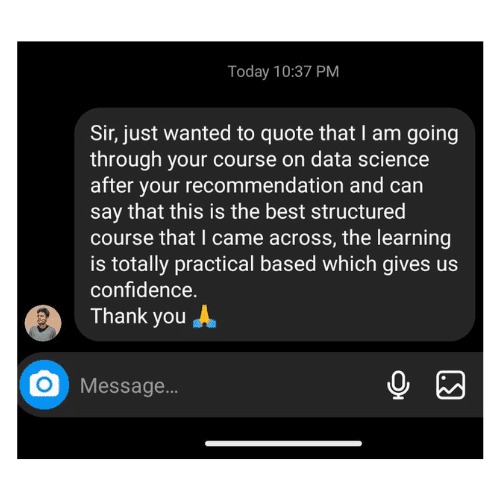 Today 10:37 PM
Sir, just wanted to quote that I am going
through your course on data science
after your recommendation and can
say that this is the best structured
course that I came across, the learning
is totally practical based which gives us
confidence.
Thank you 🙏
Message...